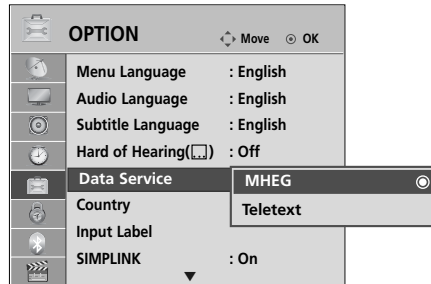 OPTION Move OK
Menu Language : English
Audio Language : English
Subtitle Language : English
Hard of Hearing( ) : Off
Data Service MHEG
Country Teletext
Input Label
SIMPLINK : On